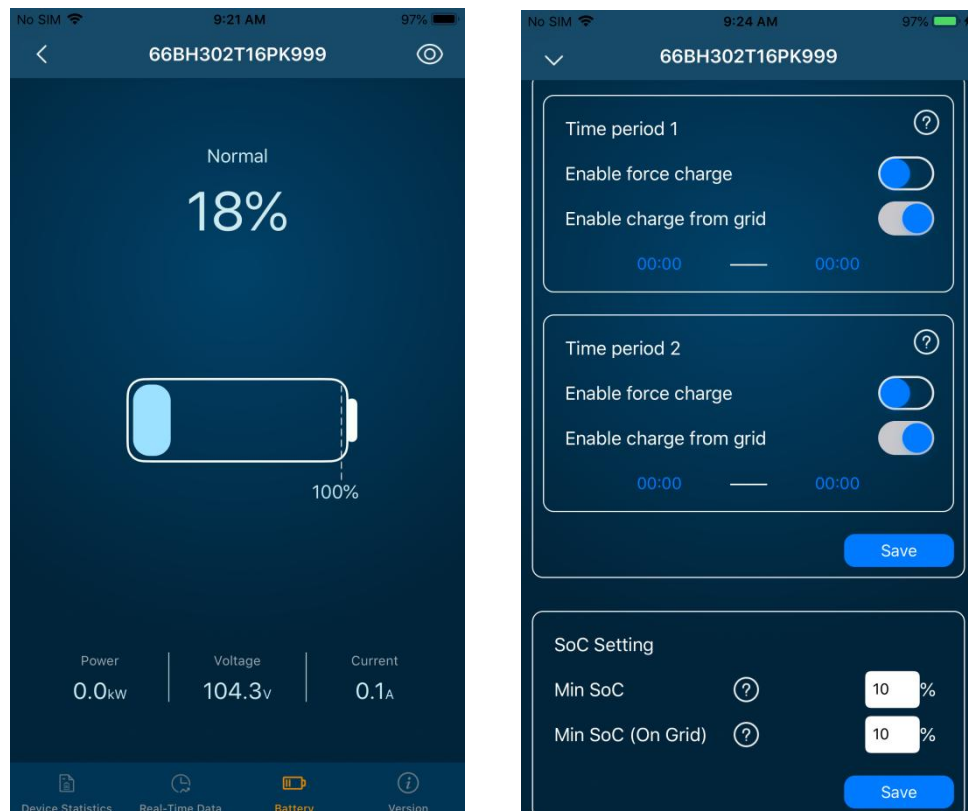 No SIM 9:21 AM 97%
66BH302T16PK999
Normal
18%
100%
Power Voltage Current
0.0kW 104.3V 0.1A
Device Statistics Real-Time Data Battery Version
No SIM 9:24 AM 97%
66BH302T16PK999
Time period 1 ?
Enable force charge
Enable charge from grid
00:00 — 00:00
Time period 2 ?
Enable force charge
Enable charge from grid
00:00 — 00:00
Save
SoC Setting
Min SoC ? 10 %
Min SoC (On Grid) ? 10 %
Save